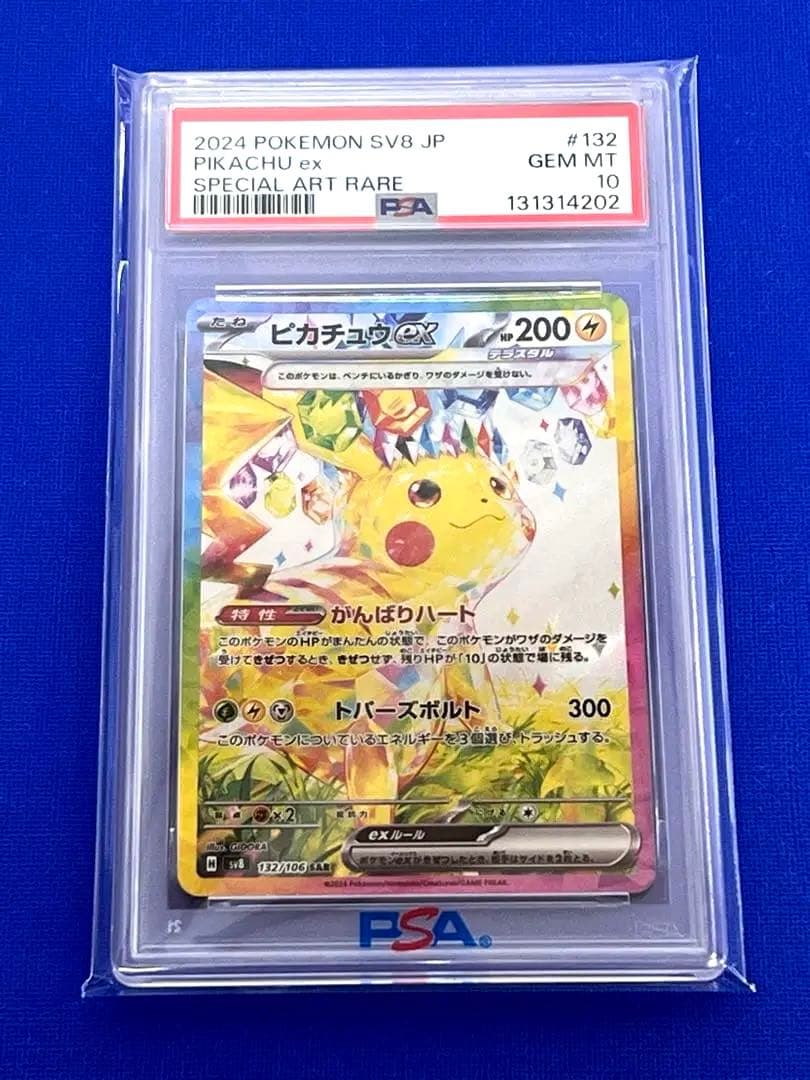 2024 POKEMON SV8 JP #132
PIKACHU ex GEM MT
SPECIAL ART RARE 10
PSA 131314202
たね ピカチュウex HP200
テラスタル
このポケモンは、ベンチにいるかぎり、ワザのダメージを受けない。
特性 がんばりハート
このポケモンのHPがまんたんの状態で、このポケモンがワザのダメージを
受けてきぜつするとき、きぜつせず、残りHPが「10」の状態で場に残る。
トパーズボルト 300
このポケモンについているエネルギーを3個選び、トラッシュする。
×2 抵抗力 にげる
exルール
ポケモンexがきぜつしたとき、相手はサイドを2枚とる。
illus. GIDORA
H sv8 132/106 SAR
©2024 Pokémon/Nintendo/Creatures/GAME FREAK.
PSA®